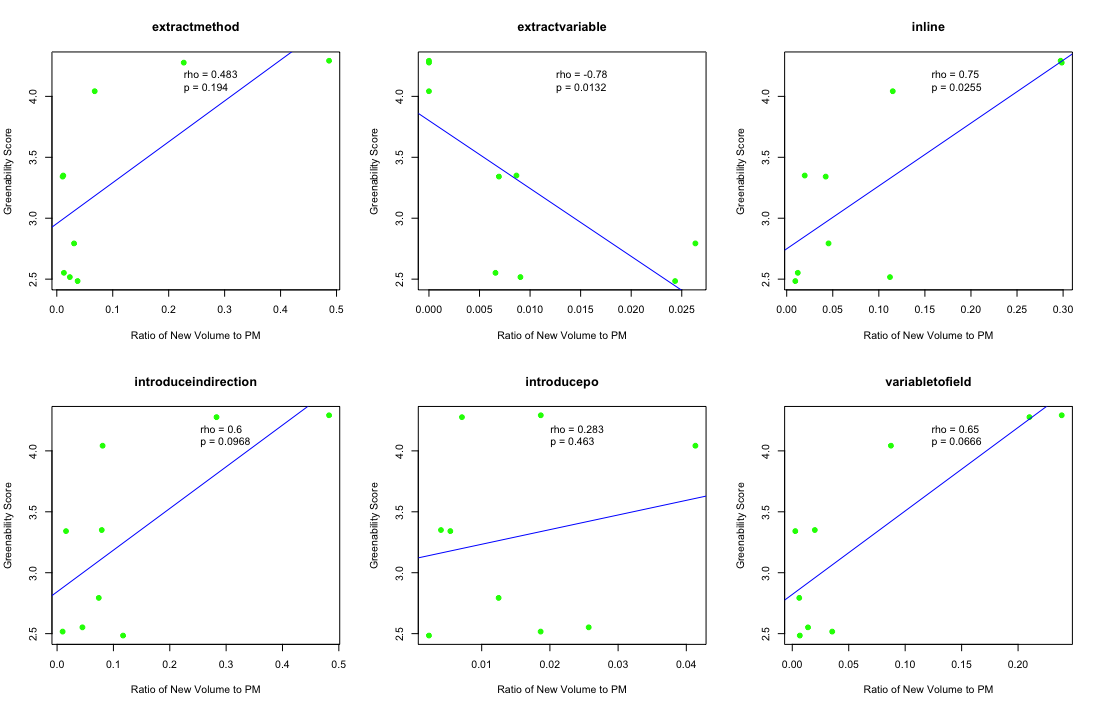 extractmethod
rho = 0.483
p = 0.194
Greenability Score
2.5 3.0 3.5 4.0
0.0 0.1 0.2 0.3 0.4 0.5
Ratio of New Volume to PM
extractvariable
rho = -0.78
p = 0.0132
Greenability Score
2.5 3.0 3.5 4.0
0.000 0.005 0.010 0.015 0.020 0.025
Ratio of New Volume to PM
inline
rho = 0.75
p = 0.0255
Greenability Score
2.5 3.0 3.5 4.0
0.00 0.05 0.10 0.15 0.20 0.25 0.30
Ratio of New Volume to PM
introduceindirection
rho = 0.6
p = 0.0968
Greenability Score
2.5 3.0 3.5 4.0
0.0 0.1 0.2 0.3 0.4 0.5
Ratio of New Volume to PM
introducepo
rho = 0.283
p = 0.463
Greenability Score
2.5 3.0 3.5 4.0
0.01 0.02 0.03 0.04
Ratio of New Volume to PM
variabletofield
rho = 0.65
p = 0.0666
Greenability Score
2.5 3.0 3.5 4.0
0.00 0.05 0.10 0.15 0.20
Ratio of New Volume to PM